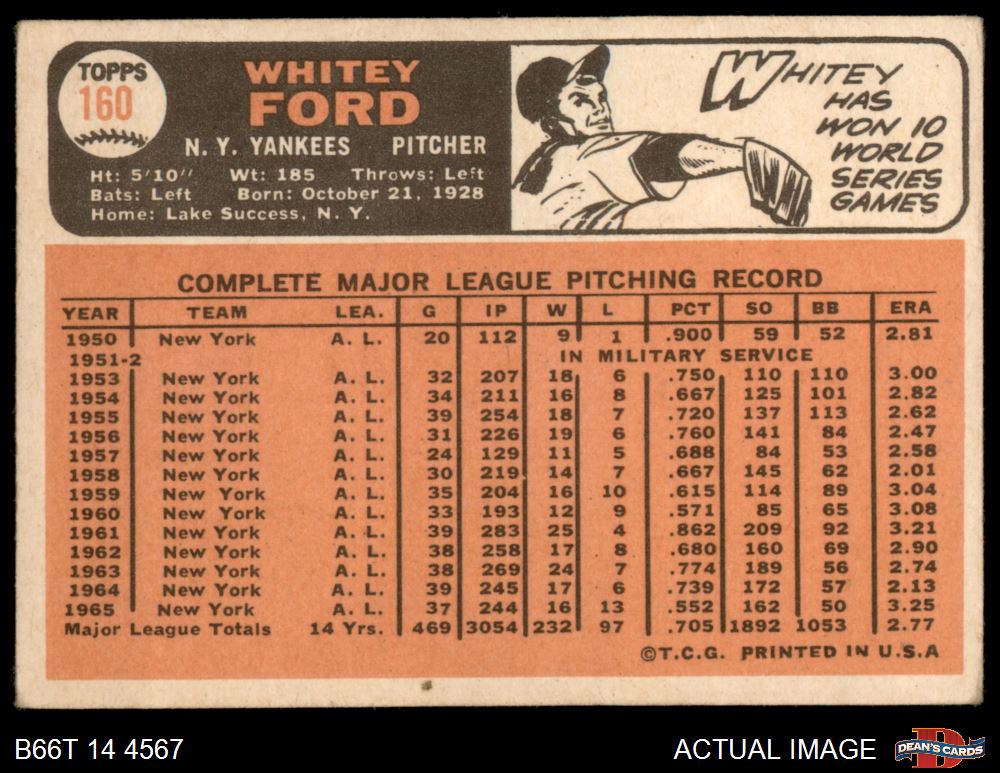 TOPPS
160
WHITEY
FORD
N. Y. YANKEES PITCHER
Ht: 5'10" Wt: 185 Throws: Left
Bats: Left Born: October 21, 1928
Home: Lake Success, N. Y.
WHITEY
HAS
WON 10
WORLD
SERIES
GAMES
COMPLETE MAJOR LEAGUE PITCHING RECORD
YEAR TEAM LEA. G IP W L PCT SO BB ERA
1950 New York A. L. 20 112 9 1 .900 59 52 2.81
1951-2 IN MILITARY SERVICE
1953 New York A. L. 32 207 18 6 .750 110 110 3.00
1954 New York A. L. 34 211 16 8 .667 125 101 2.82
1955 New York A. L. 39 254 18 7 .720 137 113 2.62
1956 New York A. L. 31 226 19 6 .760 141 84 2.47
1957 New York A. L. 24 129 11 5 .688 84 53 2.58
1958 New York A. L. 30 219 14 7 .667 145 62 2.01
1959 New York A. L. 35 204 16 10 .615 114 89 3.04
1960 New York A. L. 33 193 12 9 .571 85 65 3.08
1961 New York A. L. 39 283 25 4 .862 209 92 3.21
1962 New York A. L. 38 258 17 8 .680 160 69 2.90
1963 New York A. L. 38 269 24 7 .774 189 56 2.74
1964 New York A. L. 39 245 17 6 .739 172 57 2.13
1965 New York A. L. 37 244 16 13 .552 162 50 3.25
Major League Totals 14 Yrs. 469 3054 232 97 .705 1892 1053 2.77
©T.C.G. PRINTED IN U.S.A
B66T 14 4567
ACTUAL IMAGE
DEAN'S CARDS